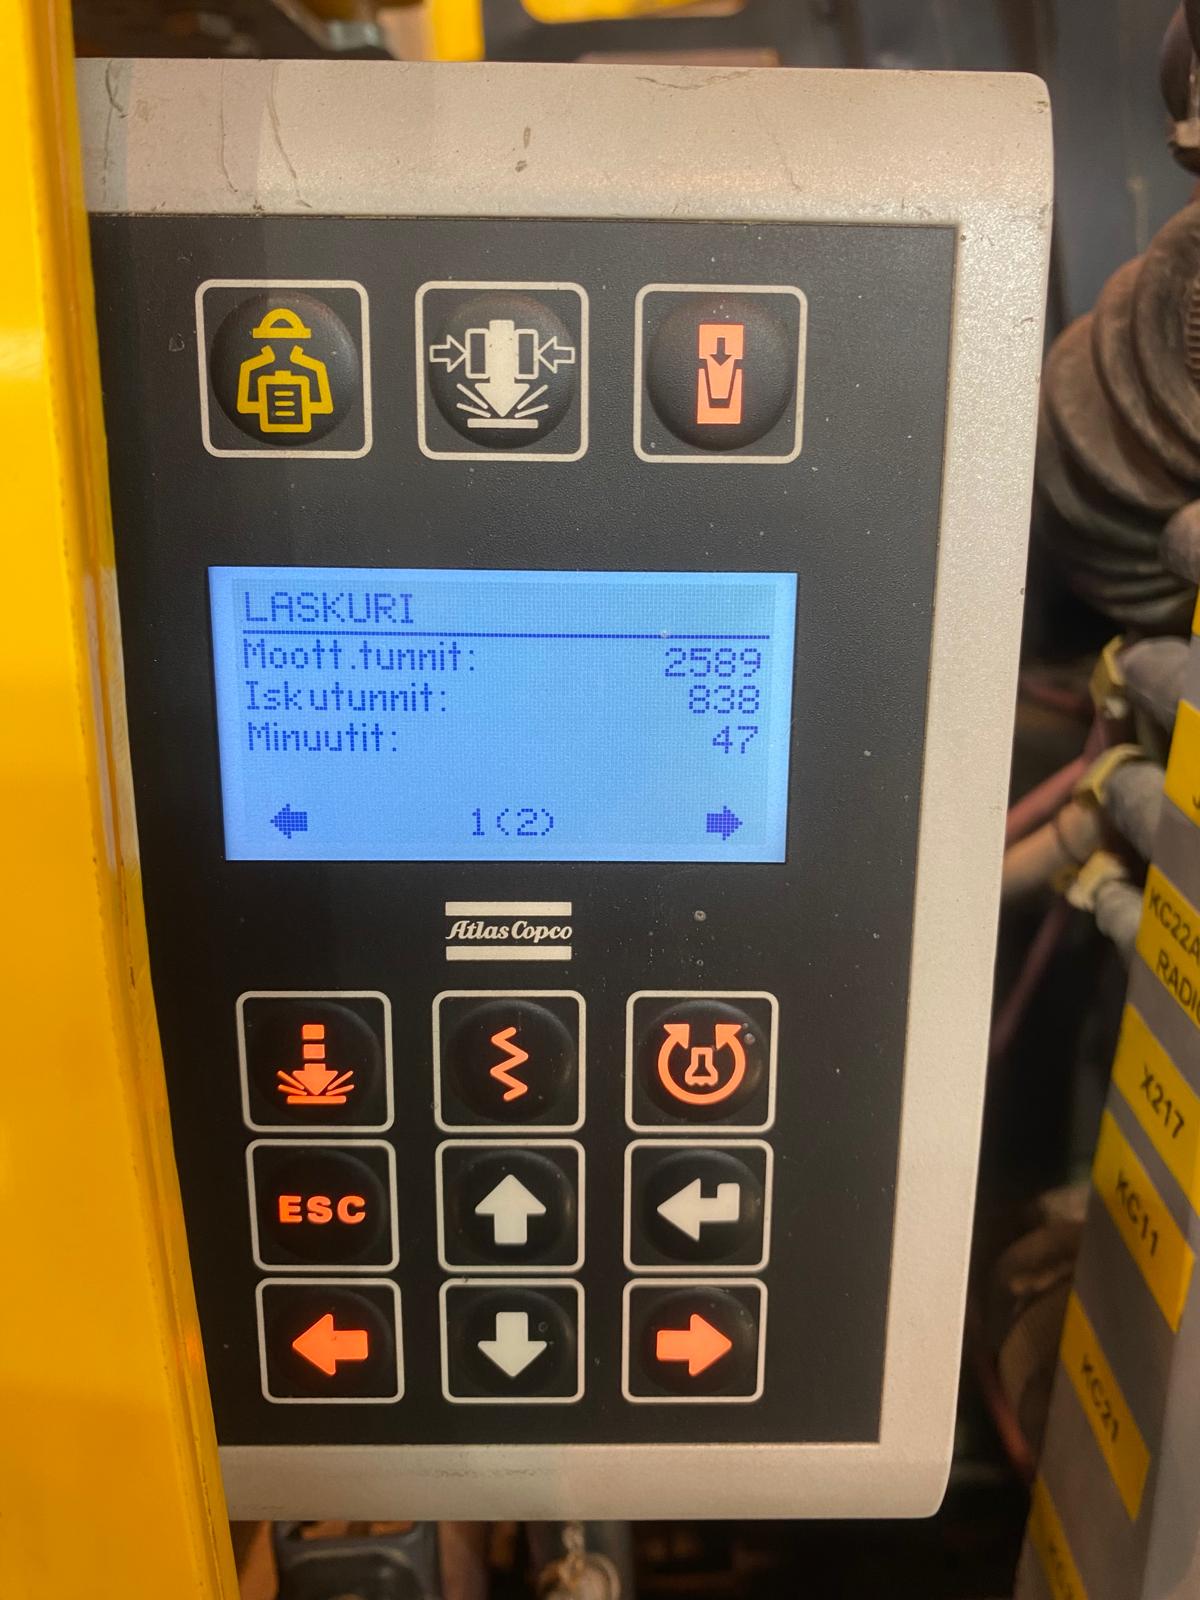 LASKURI
Moott.tunnit: 2589
Iskutunnit: 838
Minuutit: 47
1(2)
Atlas Copco
ESC
KC22A
RADIO
X217
KC11
KC21